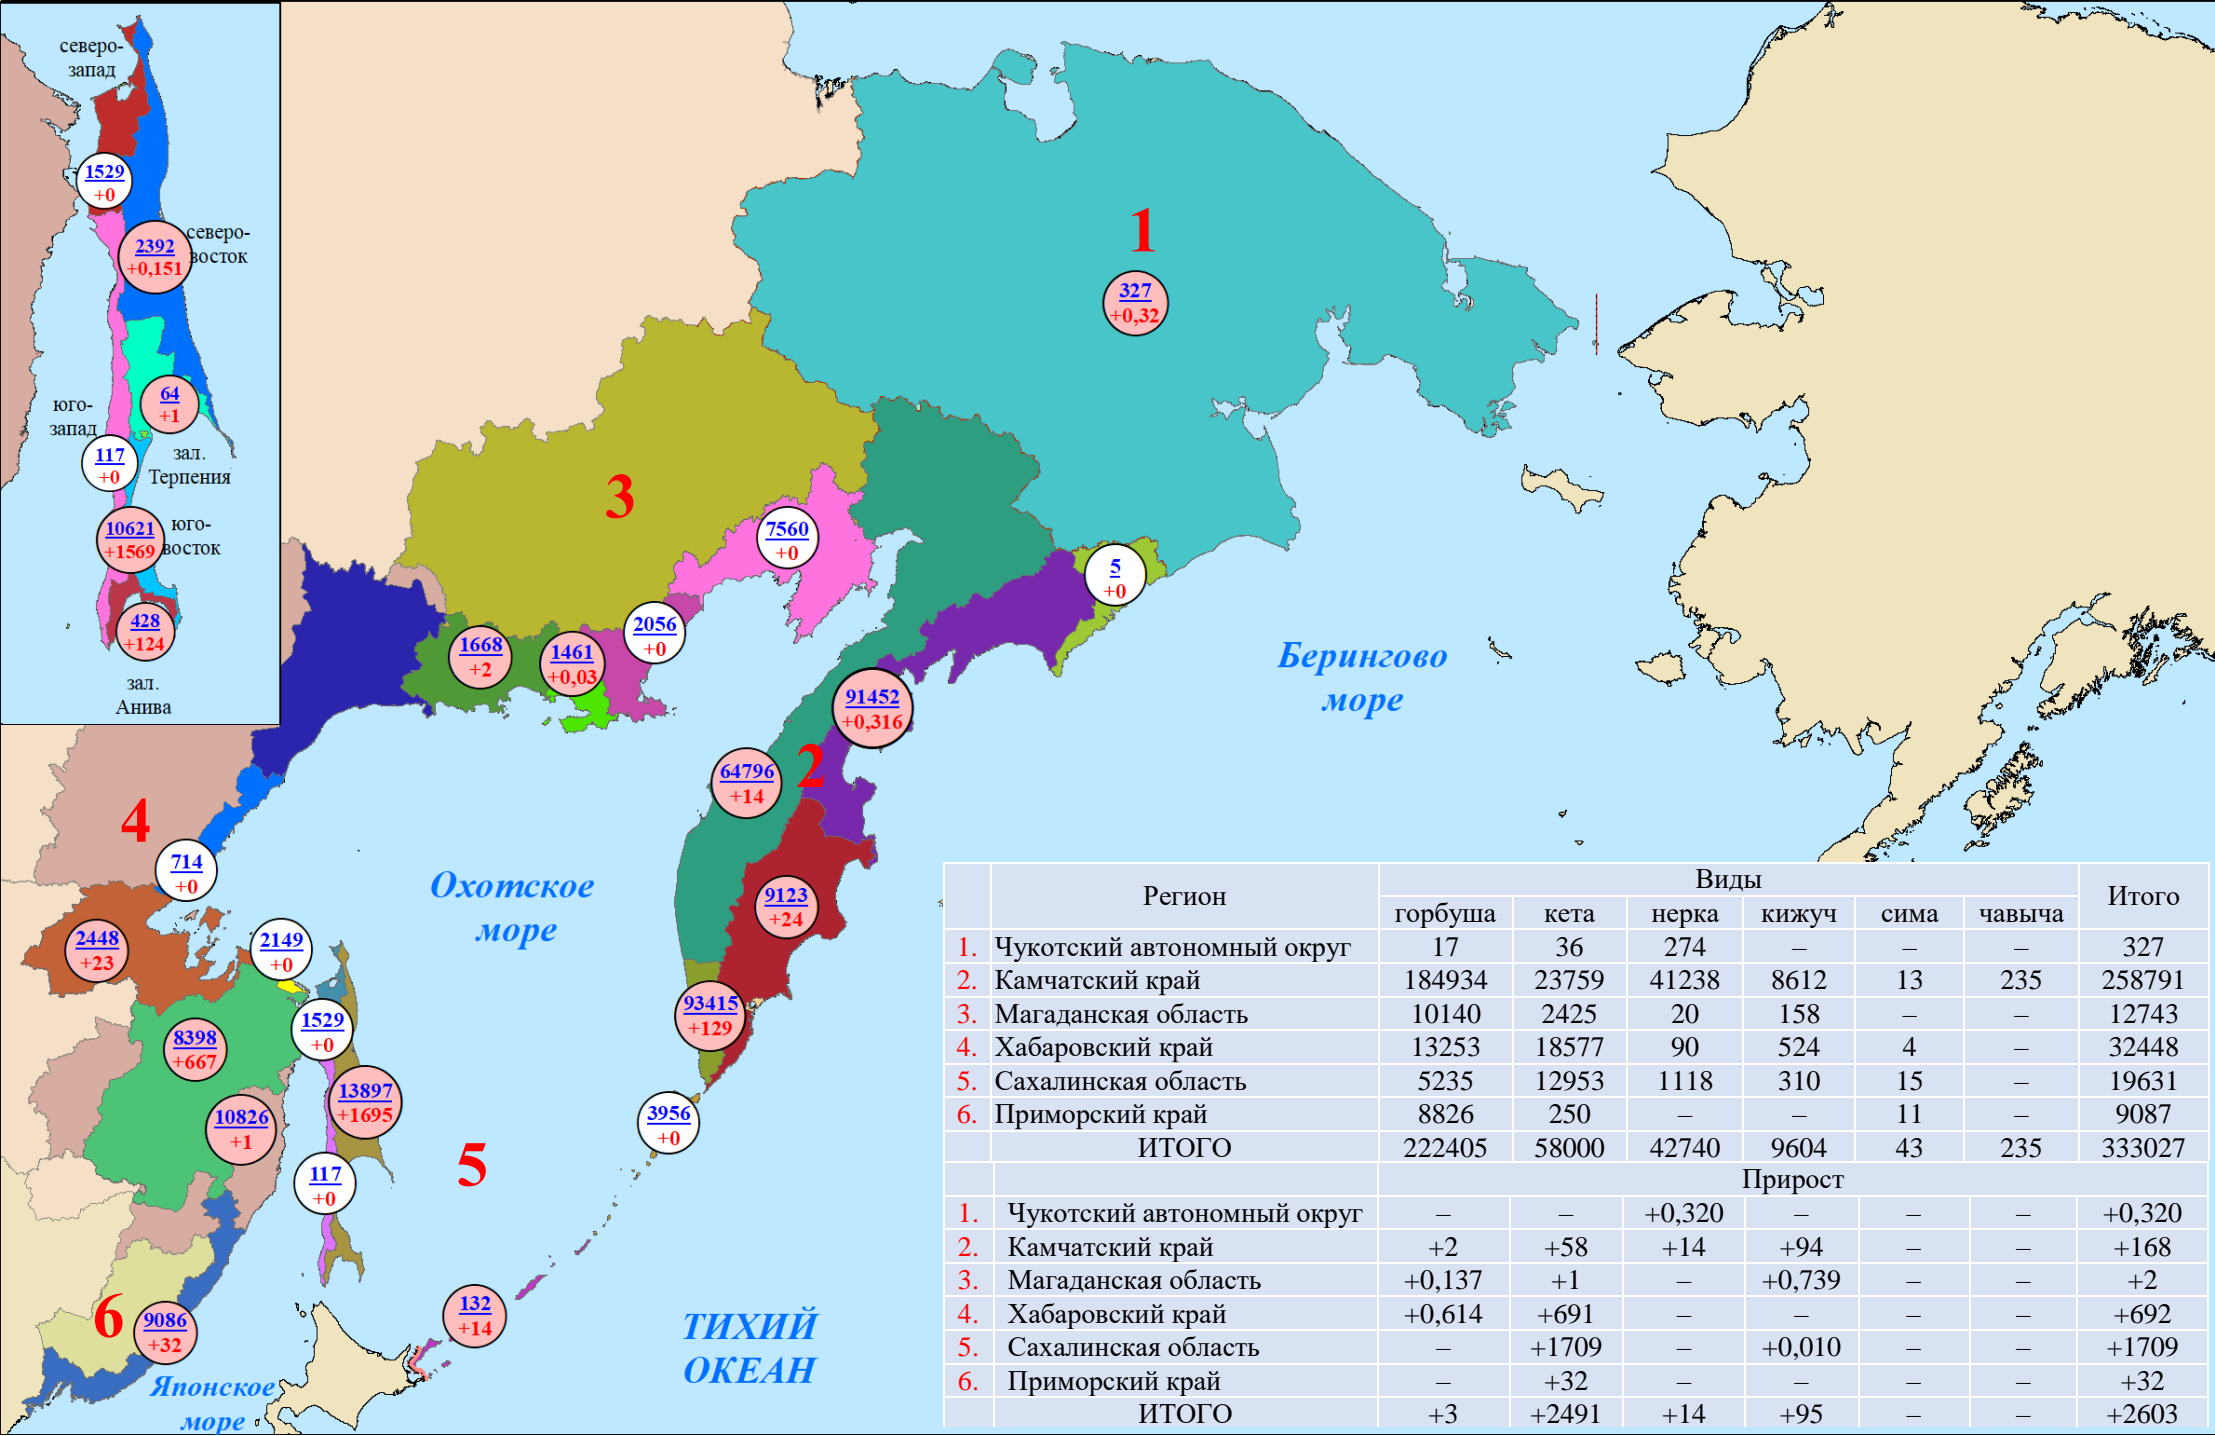 северо-
запад
1529
+0
2392
+0,151
северо-
восток
64
+1
юго-
запад
117
+0
зал.
Терпения
10621
+1569
юго-
восток
428
+124
зал.
Анива
1
327
+0,32
3
7560
+0
5
+0
2056
+0
1668
+2
1461
+0,03
Берингово
море
91452
+0,316
2
64796
+14
4
714
+0
9123
+24
Охотское
море
2448
+23
2149
+0
93415
+129
1529
+0
8398
+667
13897
+1695
10826
+1
3956
+0
5
117
+0
6
9086
+32
132
+14
ТИХИЙ
ОКЕАН
Японское
море
Регион Виды Итого
горбуша кета нерка кижуч сима чавыча
1. Чукотский автономный округ 17 36 274 – – – 327
2. Камчатский край 184934 23759 41238 8612 13 235 258791
3. Магаданская область 10140 2425 20 158 – – 12743
4. Хабаровский край 13253 18577 90 524 4 – 32448
5. Сахалинская область 5235 12953 1118 310 15 – 19631
6. Приморский край 8826 250 – – 11 – 9087
ИТОГО 222405 58000 42740 9604 43 235 333027
Прирост
1. Чукотский автономный округ – – +0,320 – – – +0,320
2. Камчатский край +2 +58 +14 +94 – – +168
3. Магаданская область +0,137 +1 – +0,739 – – +2
4. Хабаровский край +0,614 +691 – – – – +692
5. Сахалинская область – +1709 – +0,010 – – +1709
6. Приморский край – +32 – – – – +32
ИТОГО +3 +2491 +14 +95 – – +2603